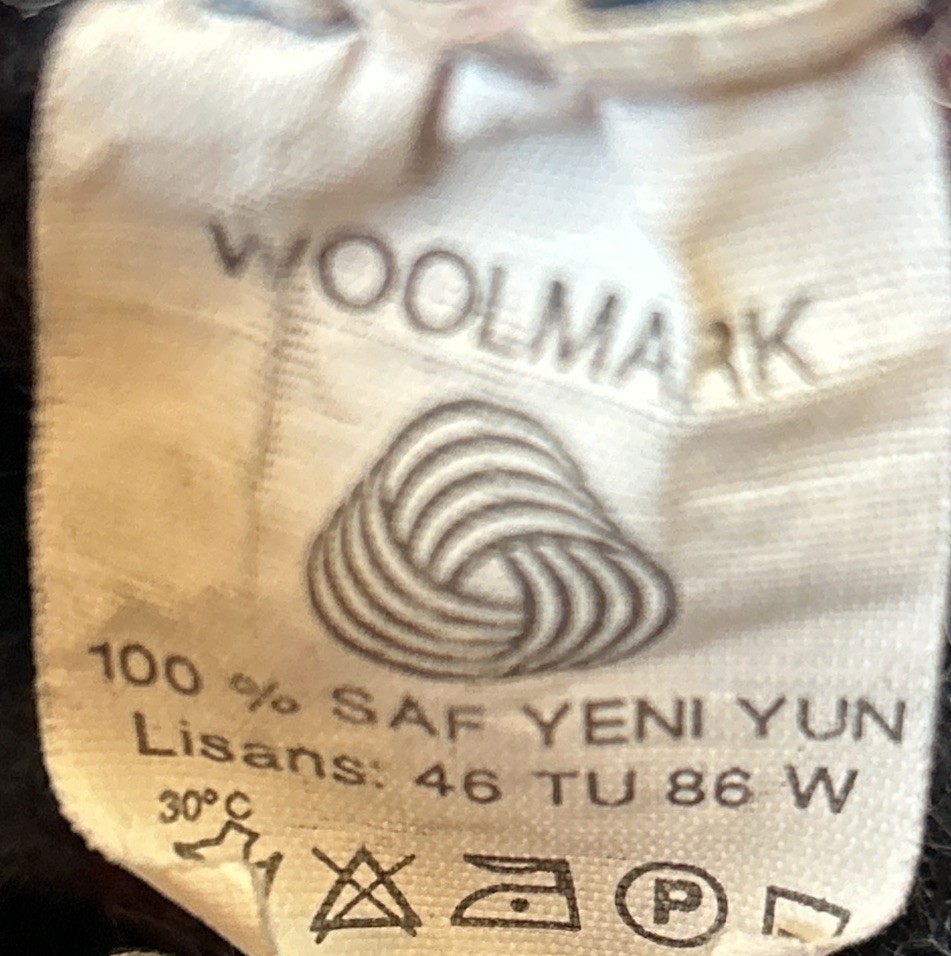 WOOLMARK
100 % SAF YENI YUN
Lisans: 46 TU 86 W
30°C
P